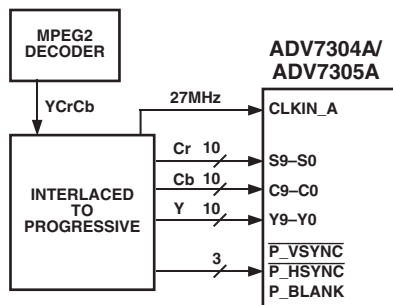 MPEG2
DECODER
YCrCb
INTERLACED
TO
PROGRESSIVE
27MHz
Cr 10
Cb 10
Y 10
3
ADV7304A/
ADV7305A
CLKIN_A
S9–S0
C9–C0
Y9–Y0
P_VSYNC
P_HSYNC
P_BLANK